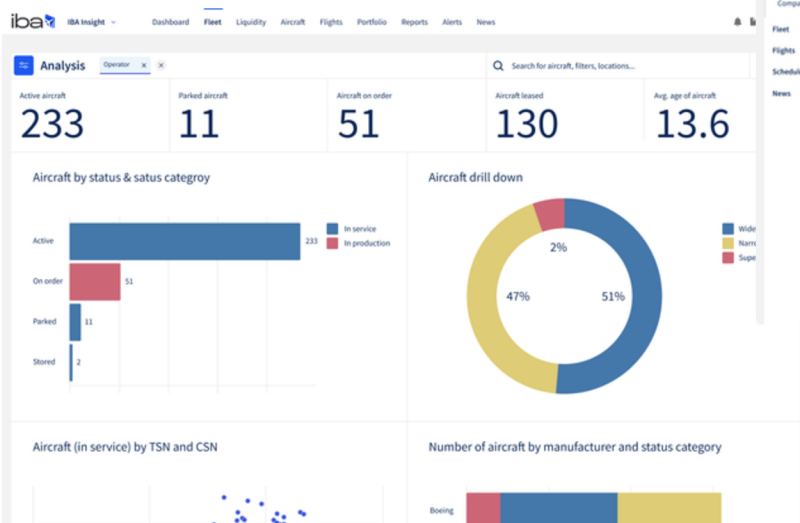 iba
IBA Insight
Dashboard
Fleet
Liquidity
Aircraft
Flights
Portfolio
Reports
Alerts
News
Compa
Fleet
Flights
Schedul
News
Analysis
Operator
Search for aircraft, filters, locations...
Active aircraft
233
Parked aircraft
11
Aircraft on order
51
Aircraft leased
130
Avg. age of aircraft
13.6
Aircraft by status & satus categroy
Active
233
On order
51
Parked
11
Stored
2
In service
In production
Aircraft drill down
2%
47%
51%
Wide
Narro
Supe
Aircraft (in service) by TSN and CSN
Number of aircraft by manufacturer and status category
Boeing